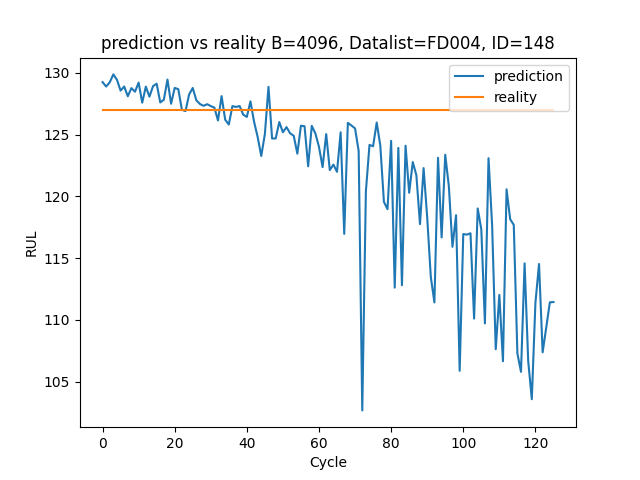 prediction vs reality B=4096, Datalist=FD004, ID=148
prediction
reality
130
125
120
115
110
105
RUL
0 20 40 60 80 100 120
Cycle